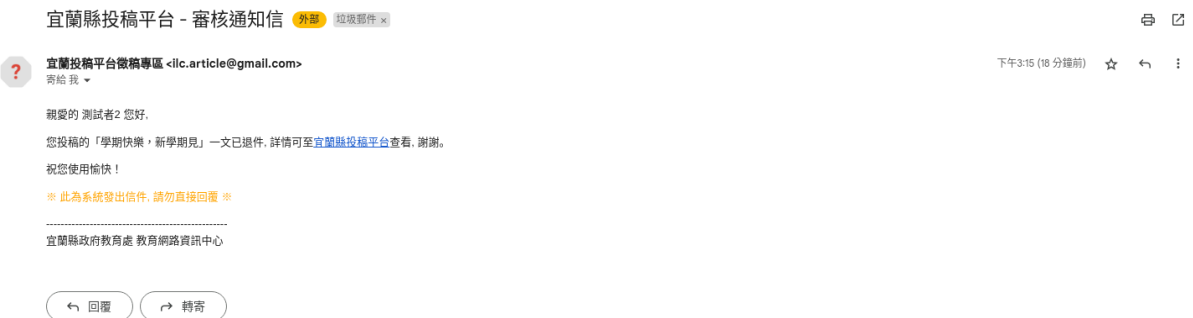 宜蘭縣投稿平台 - 審核通知信 外部 垃圾郵件 ×
宜蘭投稿平台徵稿專區 <ilc.article@gmail.com> 下午3:15 (18 分鐘前)
寄給 我
親愛的 測試者2 您好,
您投稿的「學期快樂，新學期見」一文已退件, 詳情可至宜蘭縣投稿平台查看, 謝謝。
祝您使用愉快！
※ 此為系統發出信件, 請勿直接回覆 ※
--------------------------------------------------
宜蘭縣政府教育處 教育網路資訊中心
回覆 轉寄